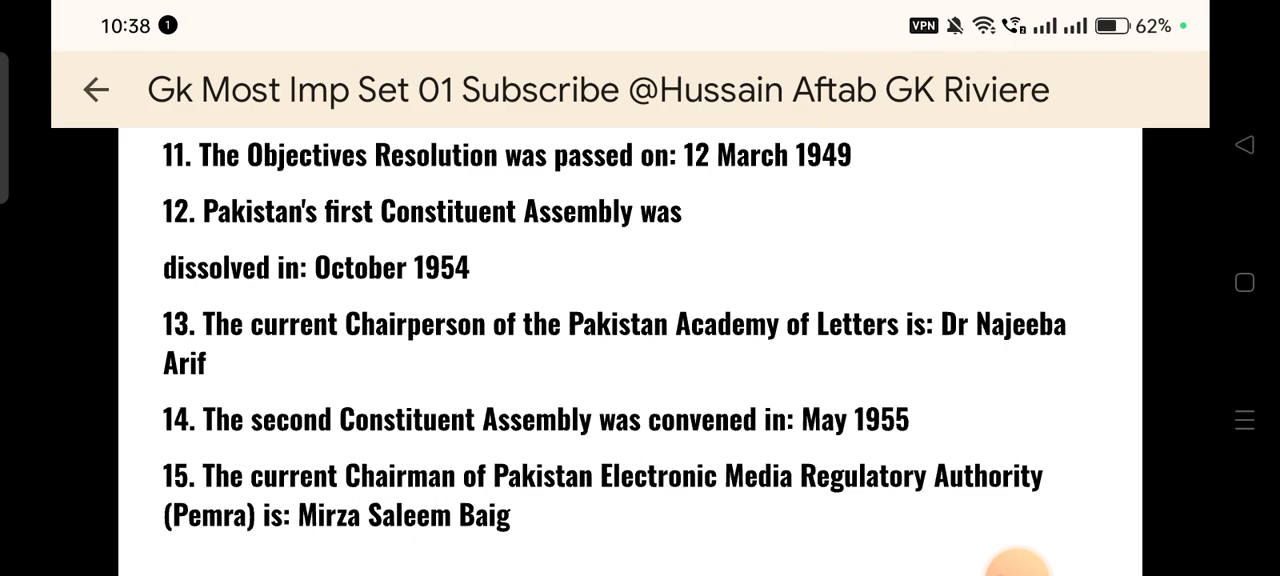 10:38 1 VPN 62%
Gk Most Imp Set 01 Subscribe @Hussain Aftab GK Riviere
11. The Objectives Resolution was passed on: 12 March 1949
12. Pakistan's first Constituent Assembly was
dissolved in: October 1954
13. The current Chairperson of the Pakistan Academy of Letters is: Dr Najeeba
Arif
14. The second Constituent Assembly was convened in: May 1955
15. The current Chairman of Pakistan Electronic Media Regulatory Authority
(Pemra) is: Mirza Saleem Baig